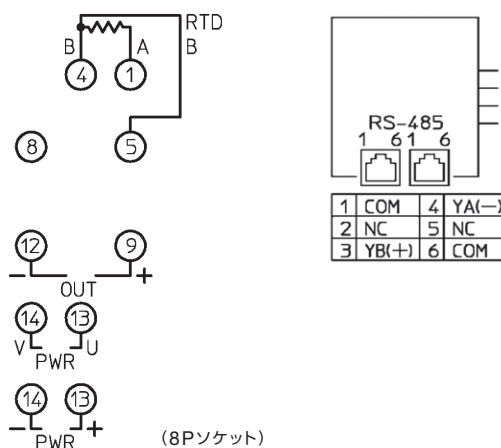 RTD
B A B
4 1
8 5
12 9
- OUT +
14 13
V PWR U
14 13
- PWR +
(8Pソケット)
RS-485
1 6 1 6
1 COM 4 YA(-)
2 NC 5 NC
3 YB(+) 6 COM